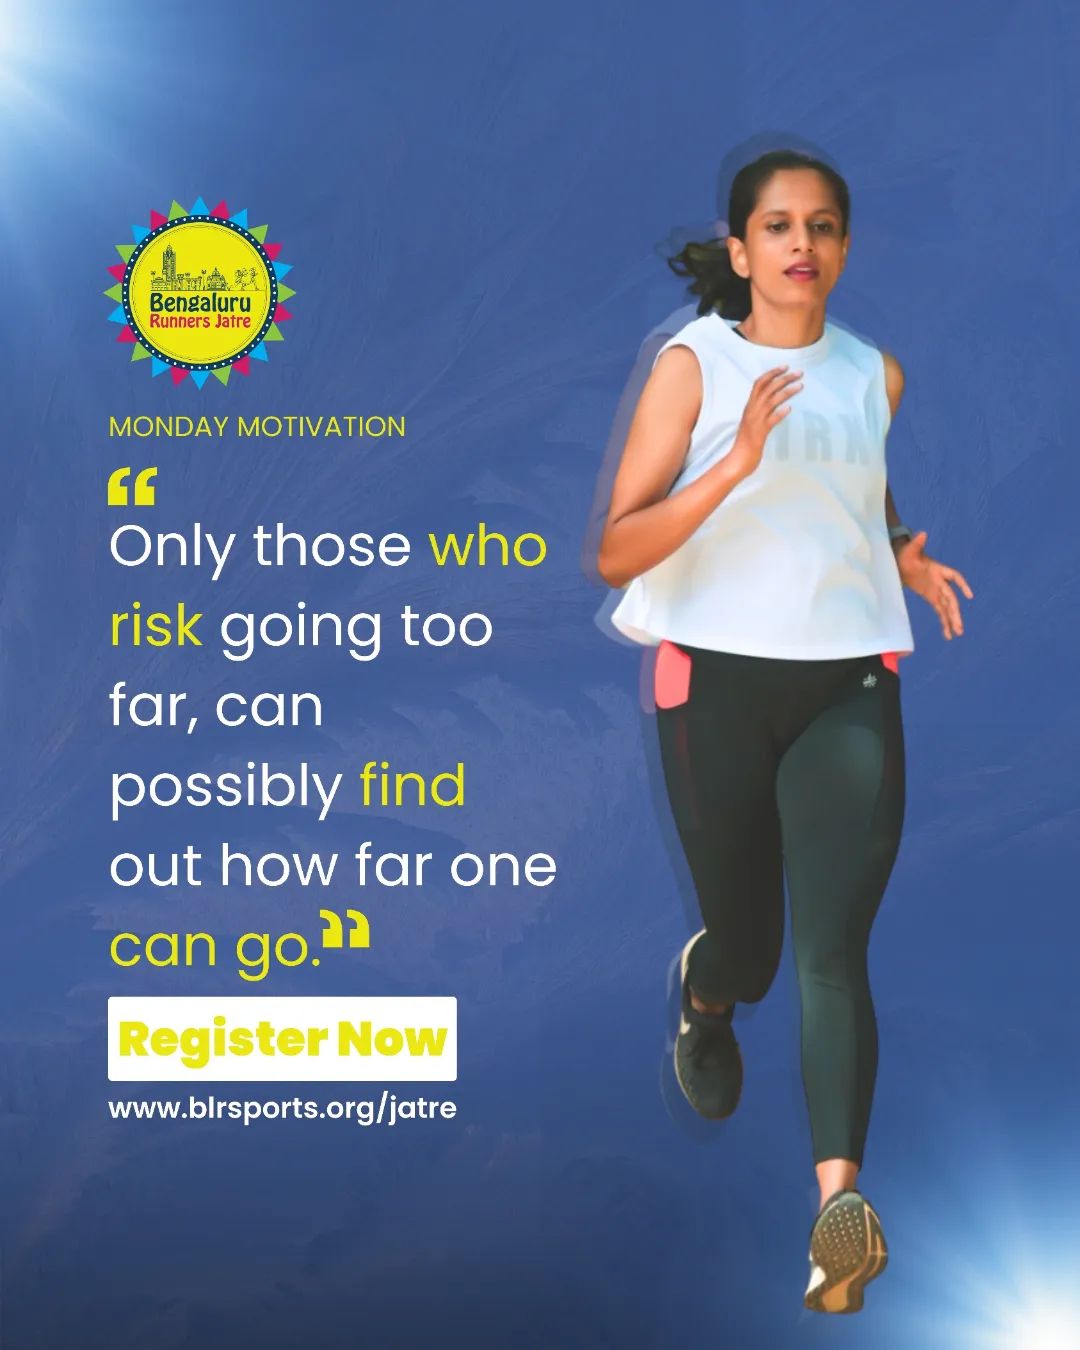 Bengaluru
Runners Jatre
MONDAY MOTIVATION
“
Only those who
risk going too
far, can
possibly find
out how far one
can go.”
Register Now
www.blrsports.org/jatre